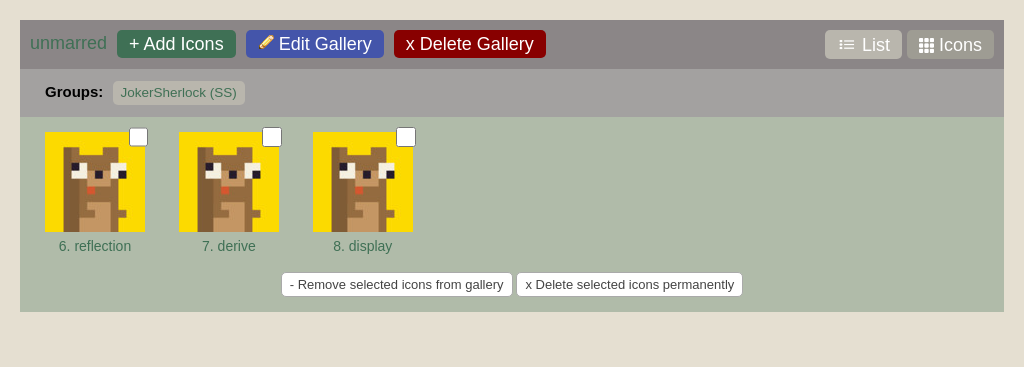 unmarred + Add Icons Edit Gallery x Delete Gallery List Icons
Groups: JokerSherlock (SS)
6. reflection 7. derive 8. display
- Remove selected icons from gallery x Delete selected icons permanently